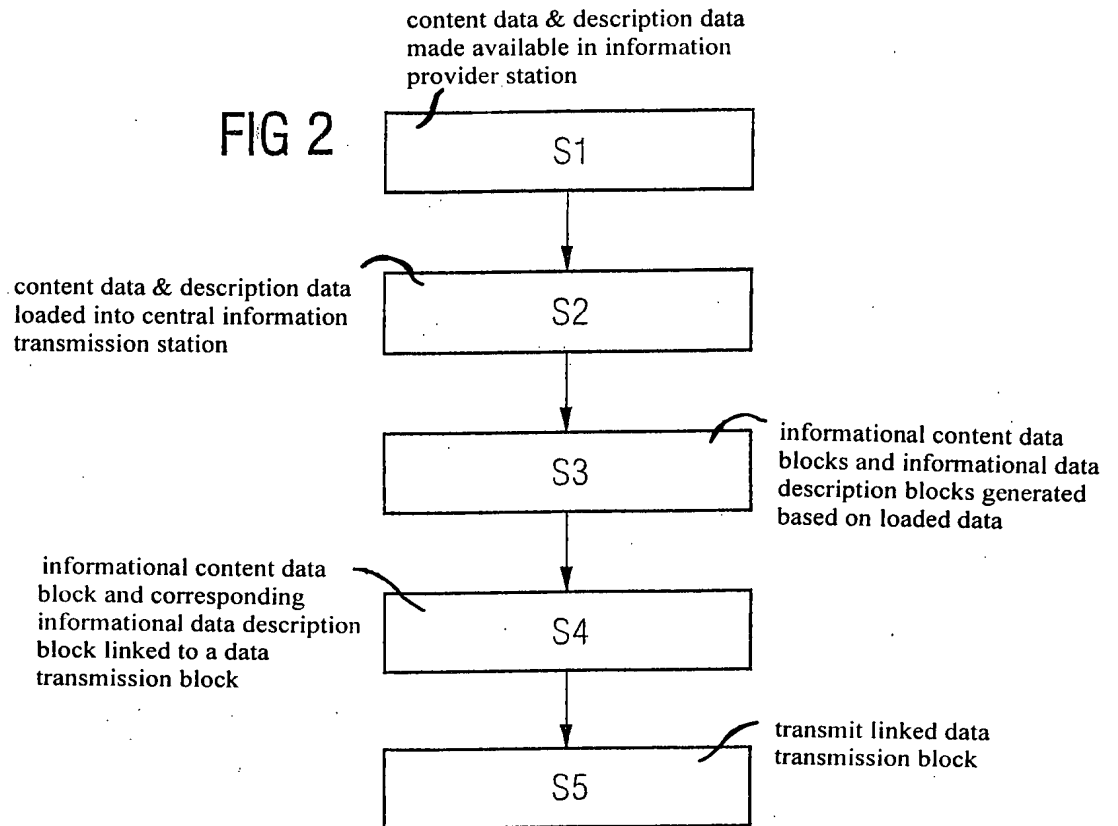 content data & description data
made available in information
provider station
FIG 2
S1
content data & description data
loaded into central information
transmission station
S2
informational content data
blocks and informational data
description blocks generated
based on loaded data
S3
informational content data
block and corresponding
informational data description
block linked to a data
transmission block
S4
transmit linked data
transmission block
S5